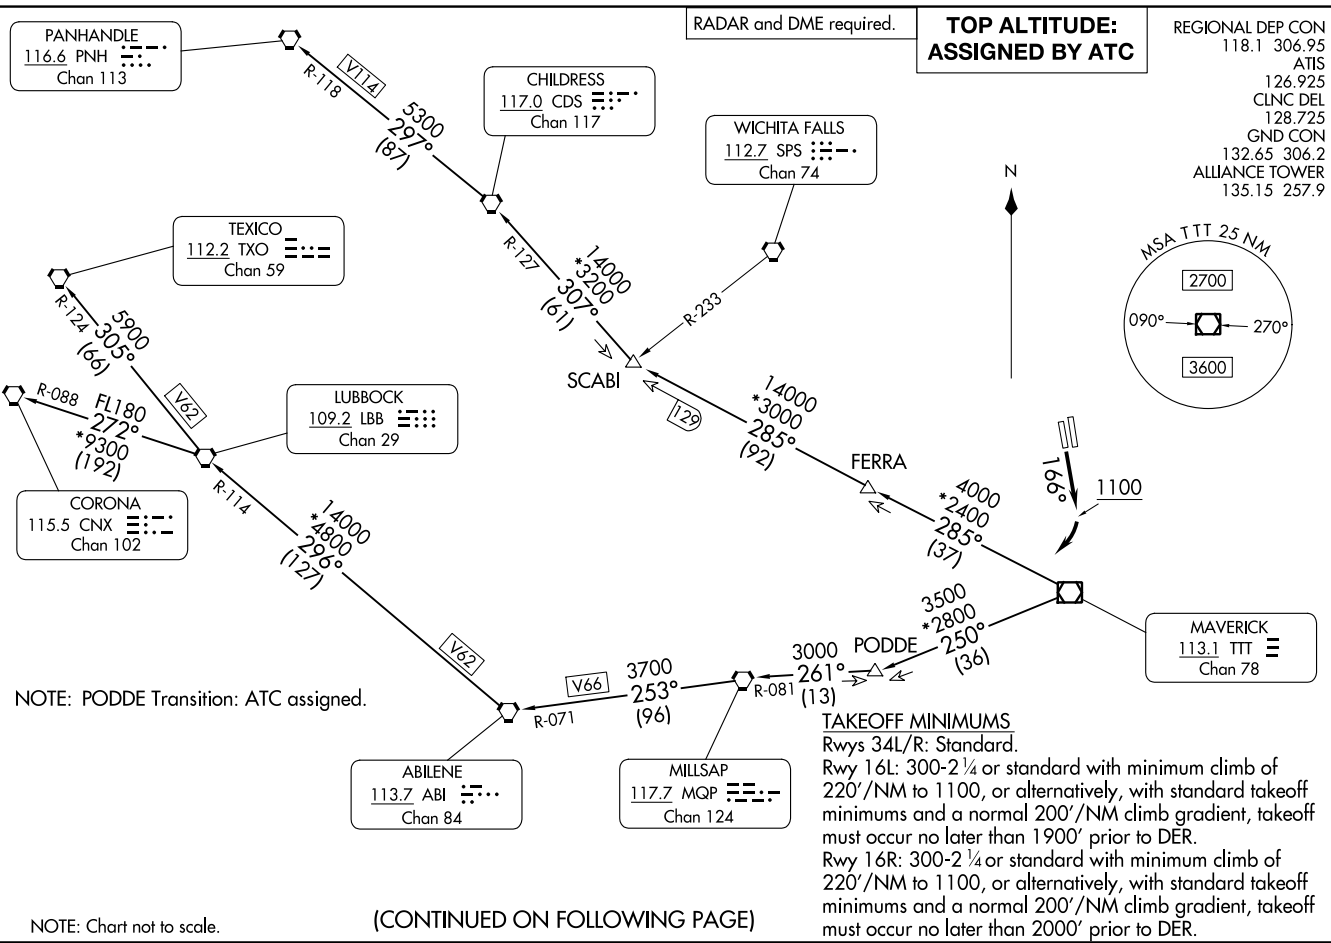 PANHANDLE
116.6 PNH
Chan 113
RADAR and DME required.
TOP ALTITUDE:
ASSIGNED BY ATC
REGIONAL DEP CON
118.1 306.95
ATIS
126.925
CLNC DEL
128.725
GND CON
132.65 306.2
ALLIANCE TOWER
135.15 257.9
R-118
V114
5300
297°
(87)
CHILDRESS
117.0 CDS
Chan 117
WICHITA FALLS
112.7 SPS
Chan 74
N
MSA TTT 25 NM
2700
090°
270°
3600
TEXICO
112.2 TXO
Chan 59
R-127
14000
*3200
307°
(61)
R-233
SCABI
R-124
5900
305°
(66)
V62
R-088
FL180
272°
*9300
(192)
LUBBOCK
109.2 LBB
Chan 29
129
14000
*3000
285°
(92)
FERRA
166°
1100
CORONA
115.5 CNX
Chan 102
R-114
14000
*4800
296°
(127)
V62
4000
*2400
285°
(37)
MAVERICK
113.1 TTT
Chan 78
3500
*2800
250°
(36)
PODDE
3000
261°
(13)
R-081
3700
V66
253°
(96)
R-071
NOTE: PODDE Transition: ATC assigned.
ABILENE
113.7 ABI
Chan 84
MILLSAP
117.7 MQP
Chan 124
TAKEOFF MINIMUMS
Rwys 34L/R: Standard.
Rwy 16L: 300-2 ¼ or standard with minimum climb of
220'/NM to 1100, or alternatively, with standard takeoff
minimums and a normal 200'/NM climb gradient, takeoff
must occur no later than 1900' prior to DER.
Rwy 16R: 300-2 ¼ or standard with minimum climb of
220'/NM to 1100, or alternatively, with standard takeoff
minimums and a normal 200'/NM climb gradient, takeoff
must occur no later than 2000' prior to DER.
NOTE: Chart not to scale.
(CONTINUED ON FOLLOWING PAGE)